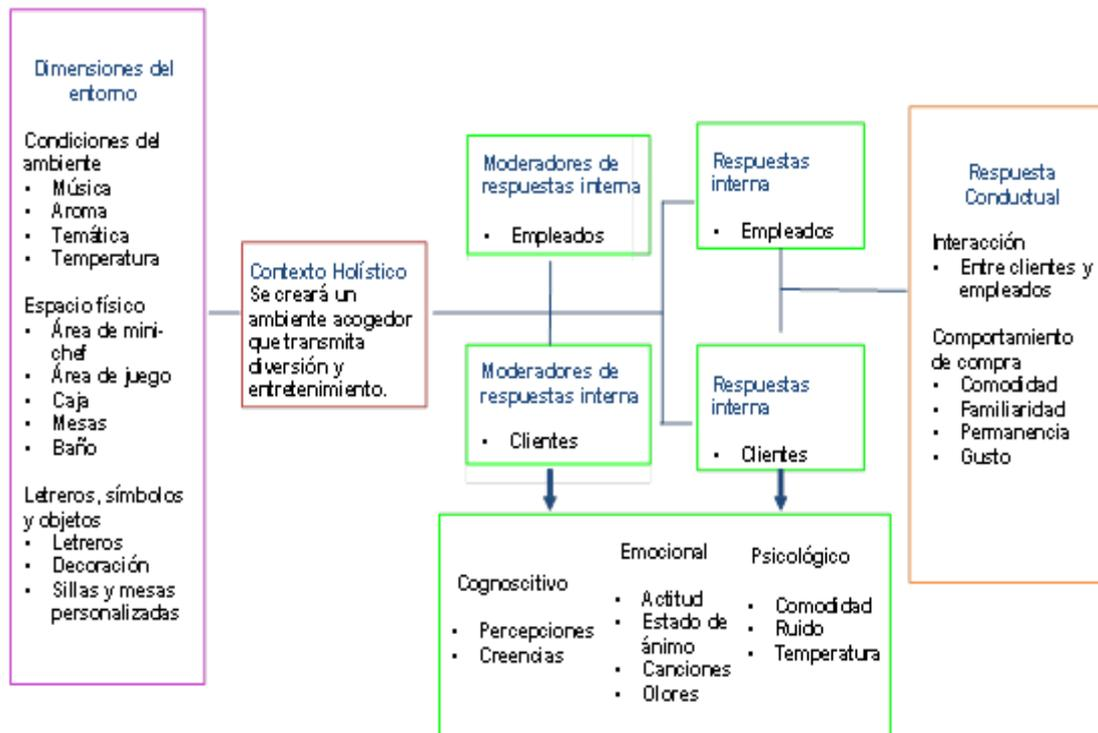 Dimensiones del
entorno
Condiciones del
ambiente
• Música
• Aroma
• Temática
• Temperatura
Espacio físico
• Área de mini-
chef
• Área de juego
• Caja
• Mesas
• Baño
Letreros, símbolos
y objetos
• Letreros
• Decoración
• Sillas y mesas
personalizadas
Contexto Holístico
Se creará un
ambiente acogedor
que transmita
diversión y
entretenimiento.
Moderadores de
respuestas interna
• Empleados
Moderadores de
respuestas interna
• Clientes
Respuestas
interna
• Empleados
Respuestas
interna
• Clientes
Cognoscitivo
• Percepciones
• Creencias
Emocional
• Actitud
• Estado de
ánimo
• Canciones
• Olores
Psicológico
• Comodidad
• Ruido
• Temperatura
Respuesta
Conductual
Interacción
• Entre clientes y
empleados
Comportamiento
de compra
• Comodidad
• Familiaridad
• Permanencia
• Gusto